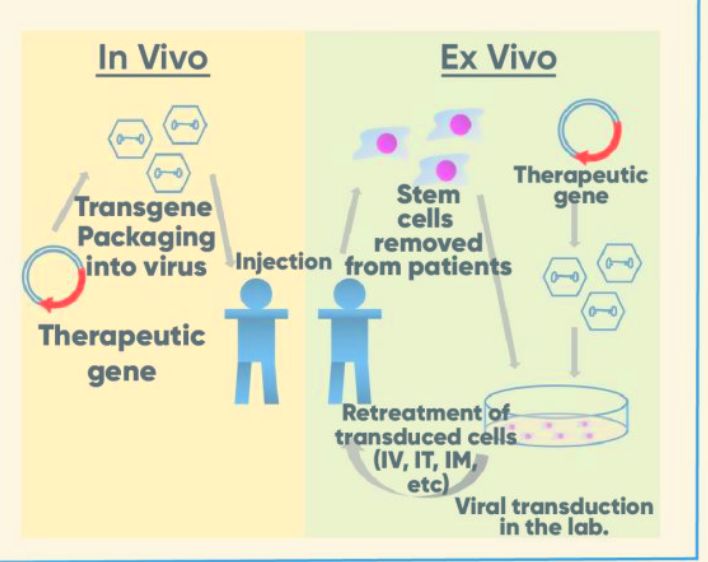 In Vivo
Transgene
Packaging
into virus
Therapeutic
gene
Injection
Ex Vivo
Stem
cells
removed
from patients
Therapeutic
gene
Retreatment of
transduced cells
(IV, IT, IM,
etc)
Viral transduction
in the lab.